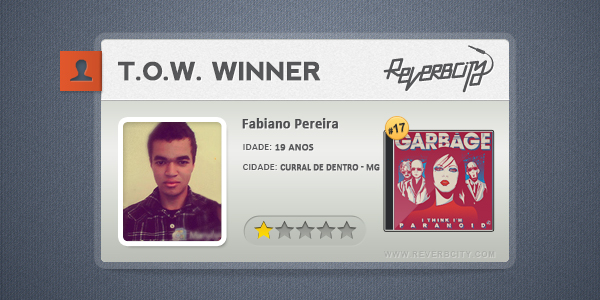 T.O.W. WINNER
Reverbcity
Fabiano Pereira
IDADE: 19 ANOS
CIDADE: CURRAL DE DENTRO - MG
#17
GARBAGE
I THINK I'M
PARANOID
WWW.REVERBCITY.COM